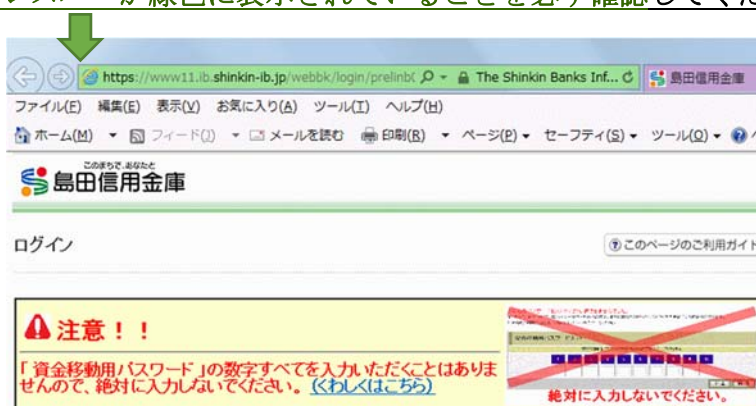 が緑色に表示されていることを必ず確認してくだ
https://www11.ib.shinkin-ib.jp/webbk/login/prelinbl
The Shinkin Banks Inf...
島田信用金庫
ファイル(F) 編集(E) 表示(V) お気に入り(A) ツール(T) ヘルプ(H)
ホーム(M) フィード(J) メールを読む 印刷(R) ページ(P) セーフティ(S) ツール(O)
このまちで、あなたと
島田信用金庫
ログイン
このページのご利用ガイド
注意！！
「資金移動用パスワード」の数字すべてを入力いただくことはありま
せんので、絶対に入力しないでください。(くわしくはこちら)
絶対に入力しないでください。